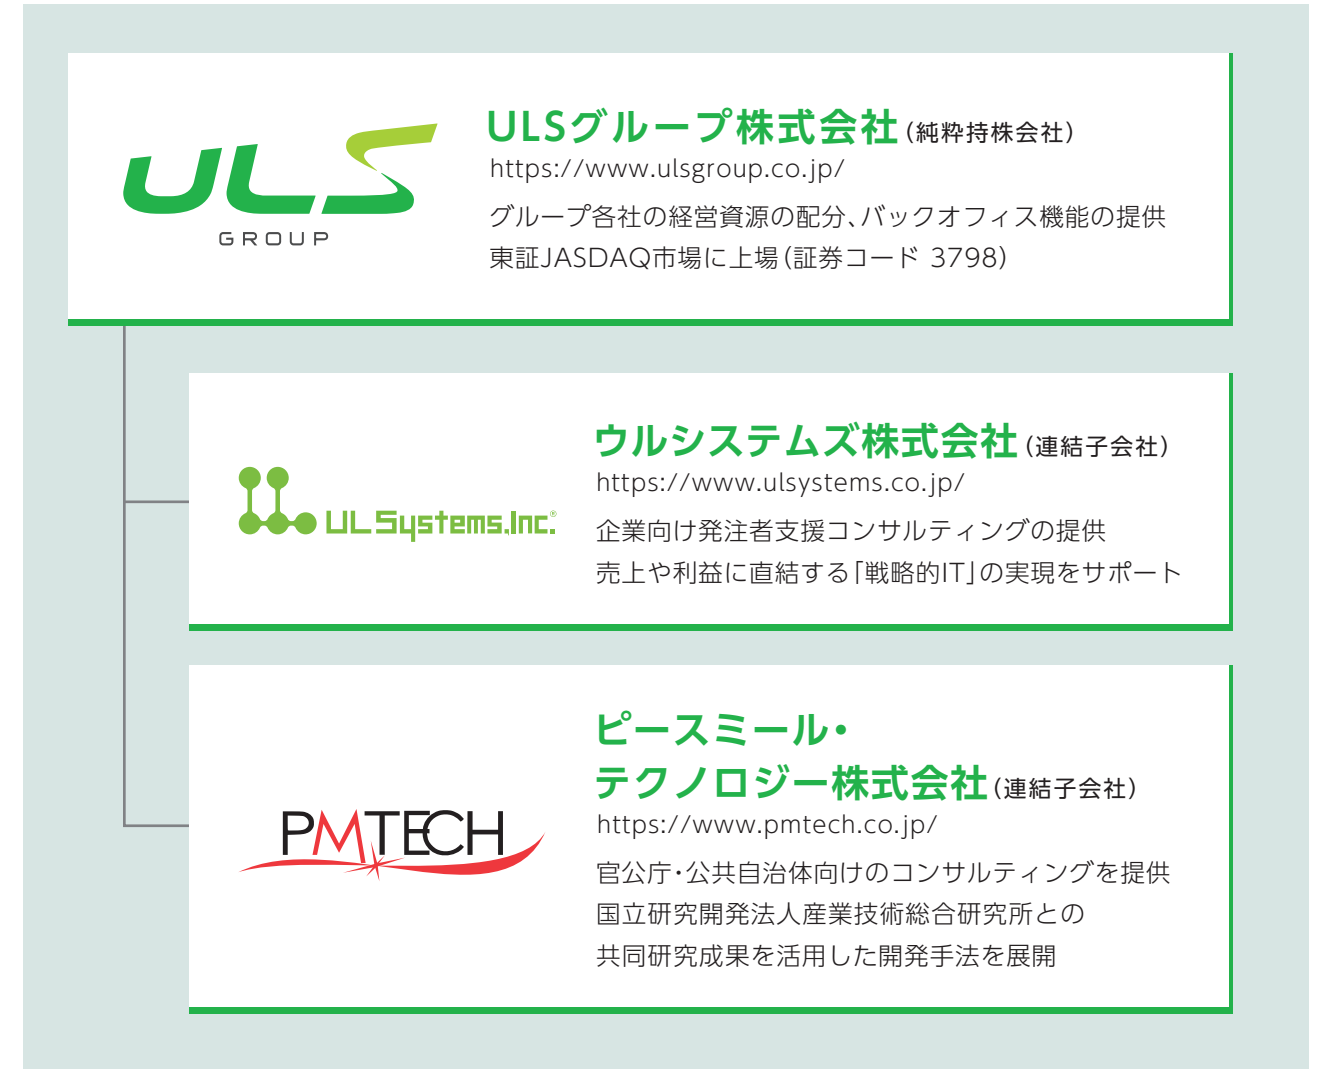 ULS
GROUP
ULSグループ株式会社(純粋持株会社)
https://www.ulsgroup.co.jp/
グループ各社の経営資源の配分、バックオフィス機能の提供
東証JASDAQ市場に上場(証券コード 3798)
ULSystems,Inc.®
ウルシステムズ株式会社(連結子会社)
https://www.ulsystems.co.jp/
企業向け発注者支援コンサルティングの提供
売上や利益に直結する「戦略的IT」の実現をサポート
PMTECH
ピースミール・
テクノロジー株式会社(連結子会社)
https://www.pmtech.co.jp/
官公庁・公共自治体向けのコンサルティングを提供
国立研究開発法人産業技術総合研究所との
共同研究成果を活用した開発手法を展開